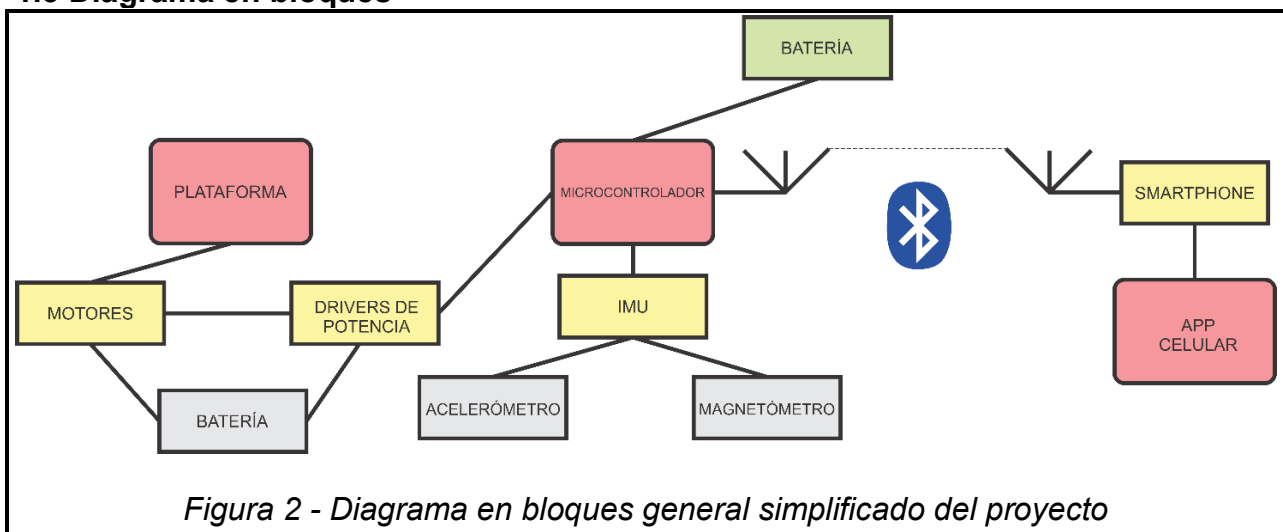 BATERÍA
PLATAFORMA
MICROCONTROLADOR
SMARTPHONE
MOTORES
DRIVERS DE
POTENCIA
IMU
APP
CELULAR
BATERÍA
ACELERÓMETRO
MAGNETÓMETRO
Figura 2 - Diagrama en bloques general simplificado del proyecto